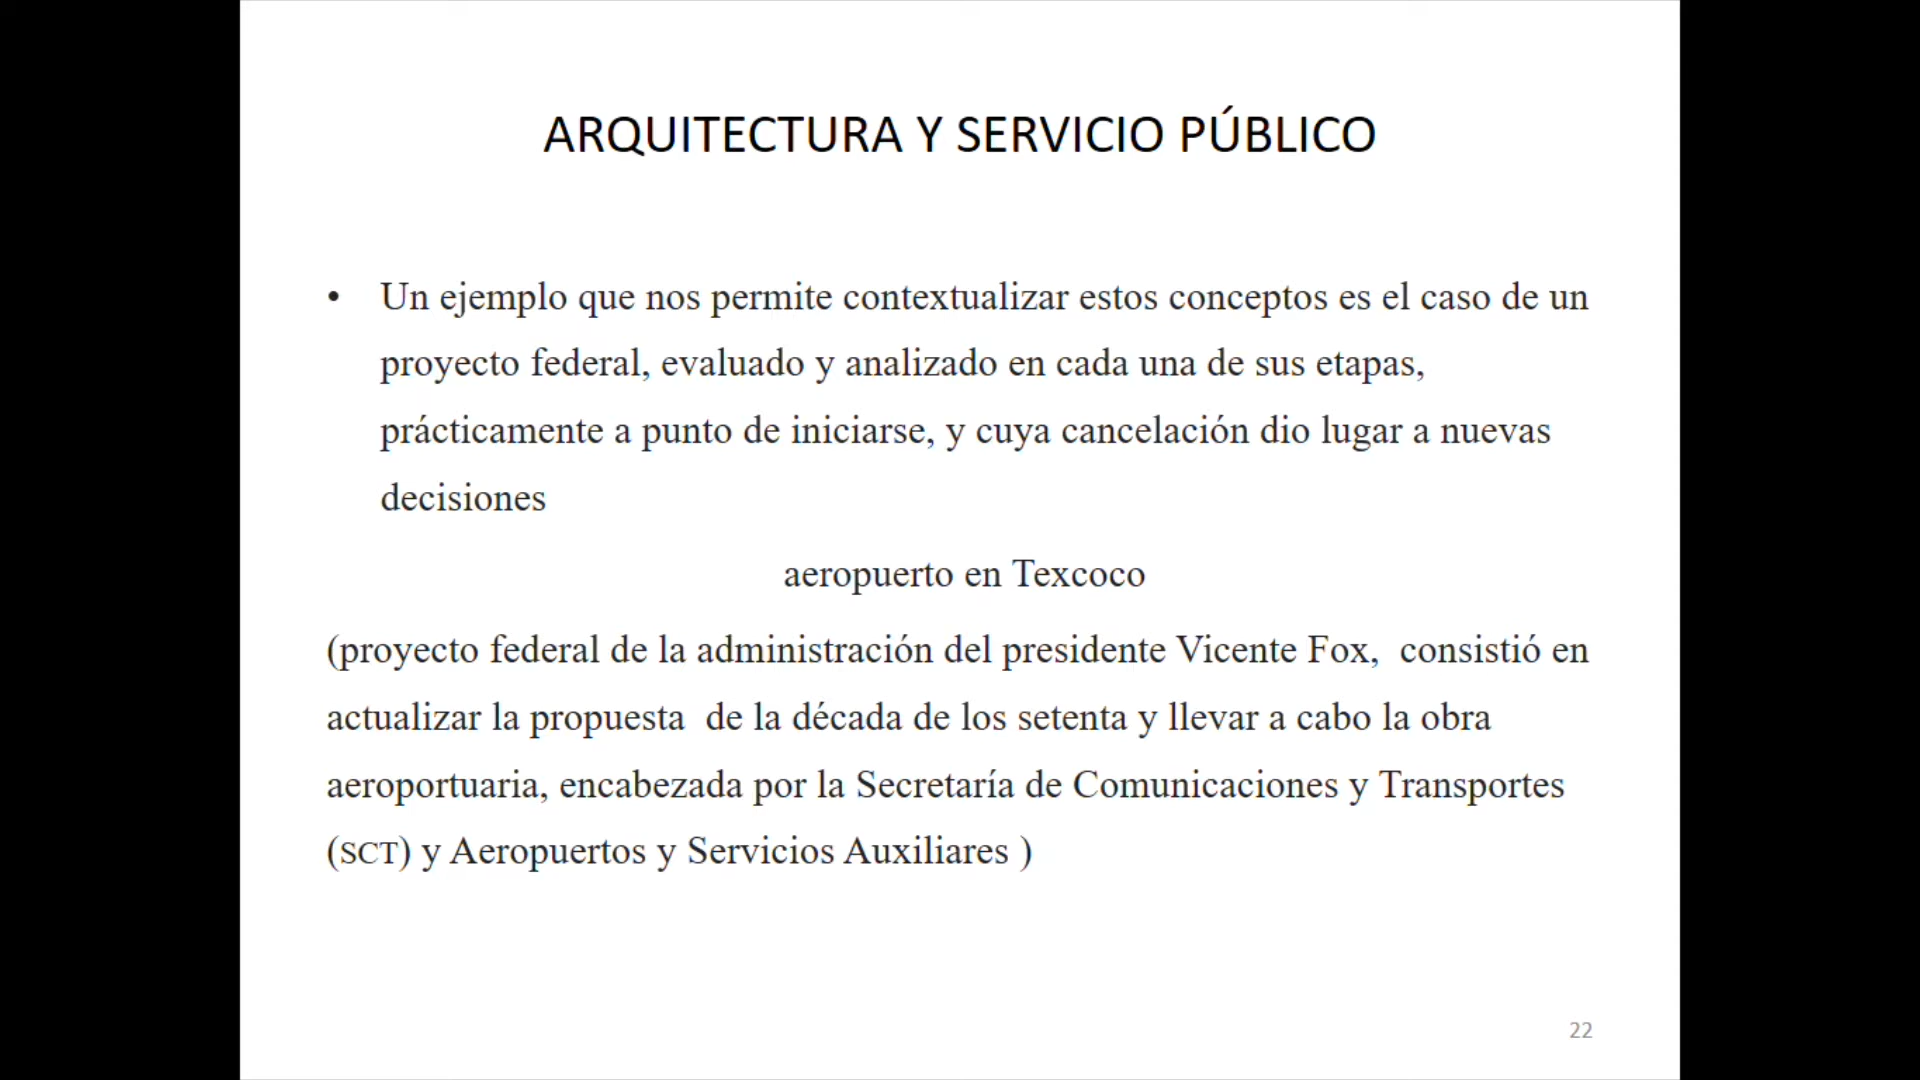 ARQUITECTURA Y SERVICIO PÚBLICO
• Un ejemplo que nos permite contextualizar estos conceptos es el caso de un
proyecto federal, evaluado y analizado en cada una de sus etapas,
prácticamente a punto de iniciarse, y cuya cancelación dio lugar a nuevas
decisiones
aeropuerto en Texcoco
(proyecto federal de la administración del presidente Vicente Fox,  consistió en
actualizar la propuesta  de la década de los setenta y llevar a cabo la obra
aeroportuaria, encabezada por la Secretaría de Comunicaciones y Transportes
(SCT) y Aeropuertos y Servicios Auxiliares )
22